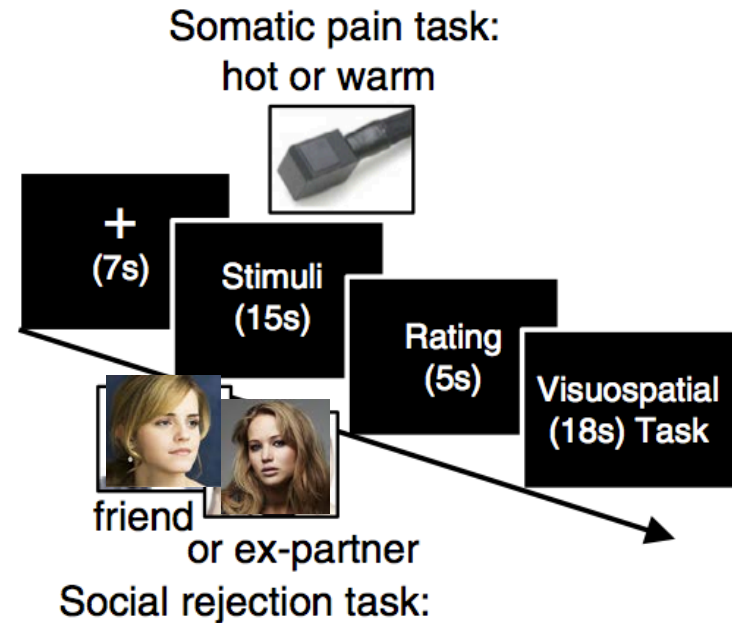 Somatic pain task:
hot or warm
+
(7s)
Stimuli
(15s)
Rating
(5s)
Visuospatial
(18s) Task
friend
or ex-partner
Social rejection task: